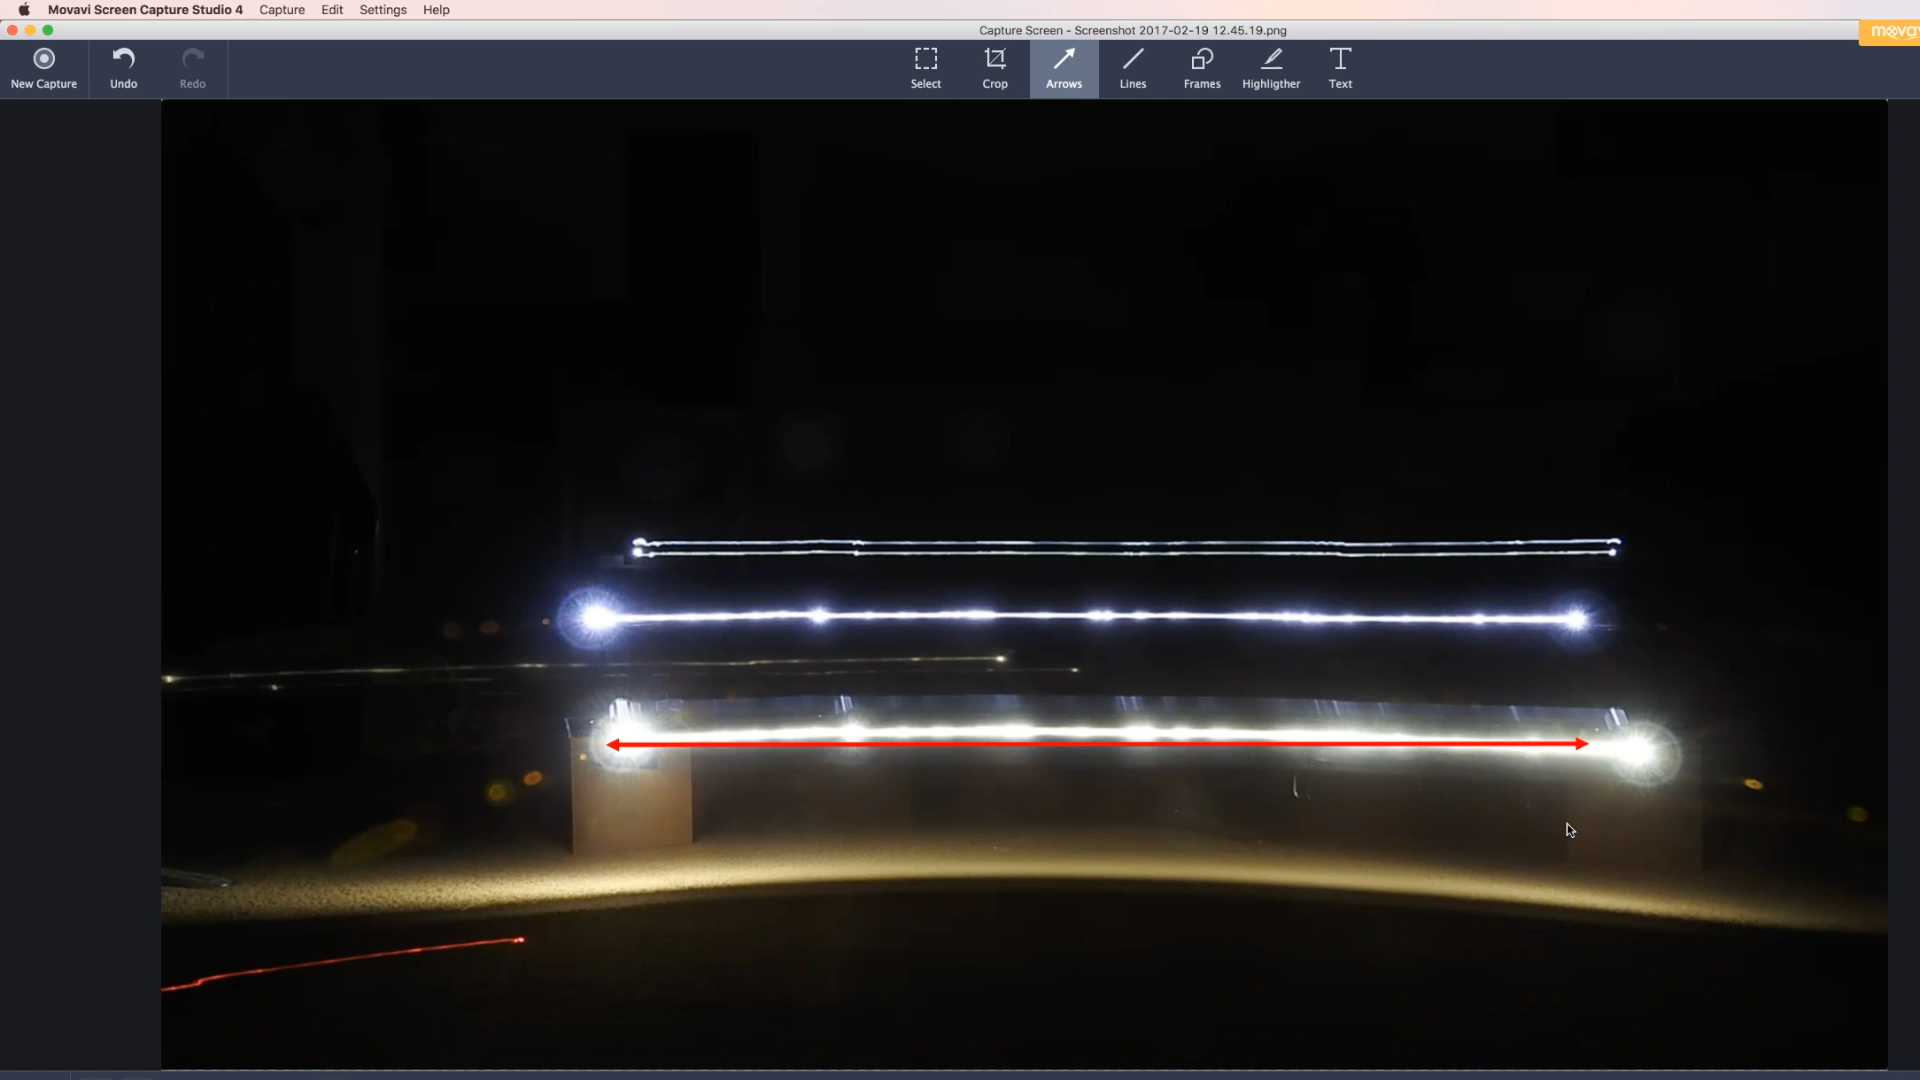 Movavi Screen Capture Studio 4 Capture Edit Settings Help
Capture Screen - Screenshot 2017-02-19 12.45.19.png
New Capture Undo Redo Select Crop Arrows Lines Frames Highligther Text